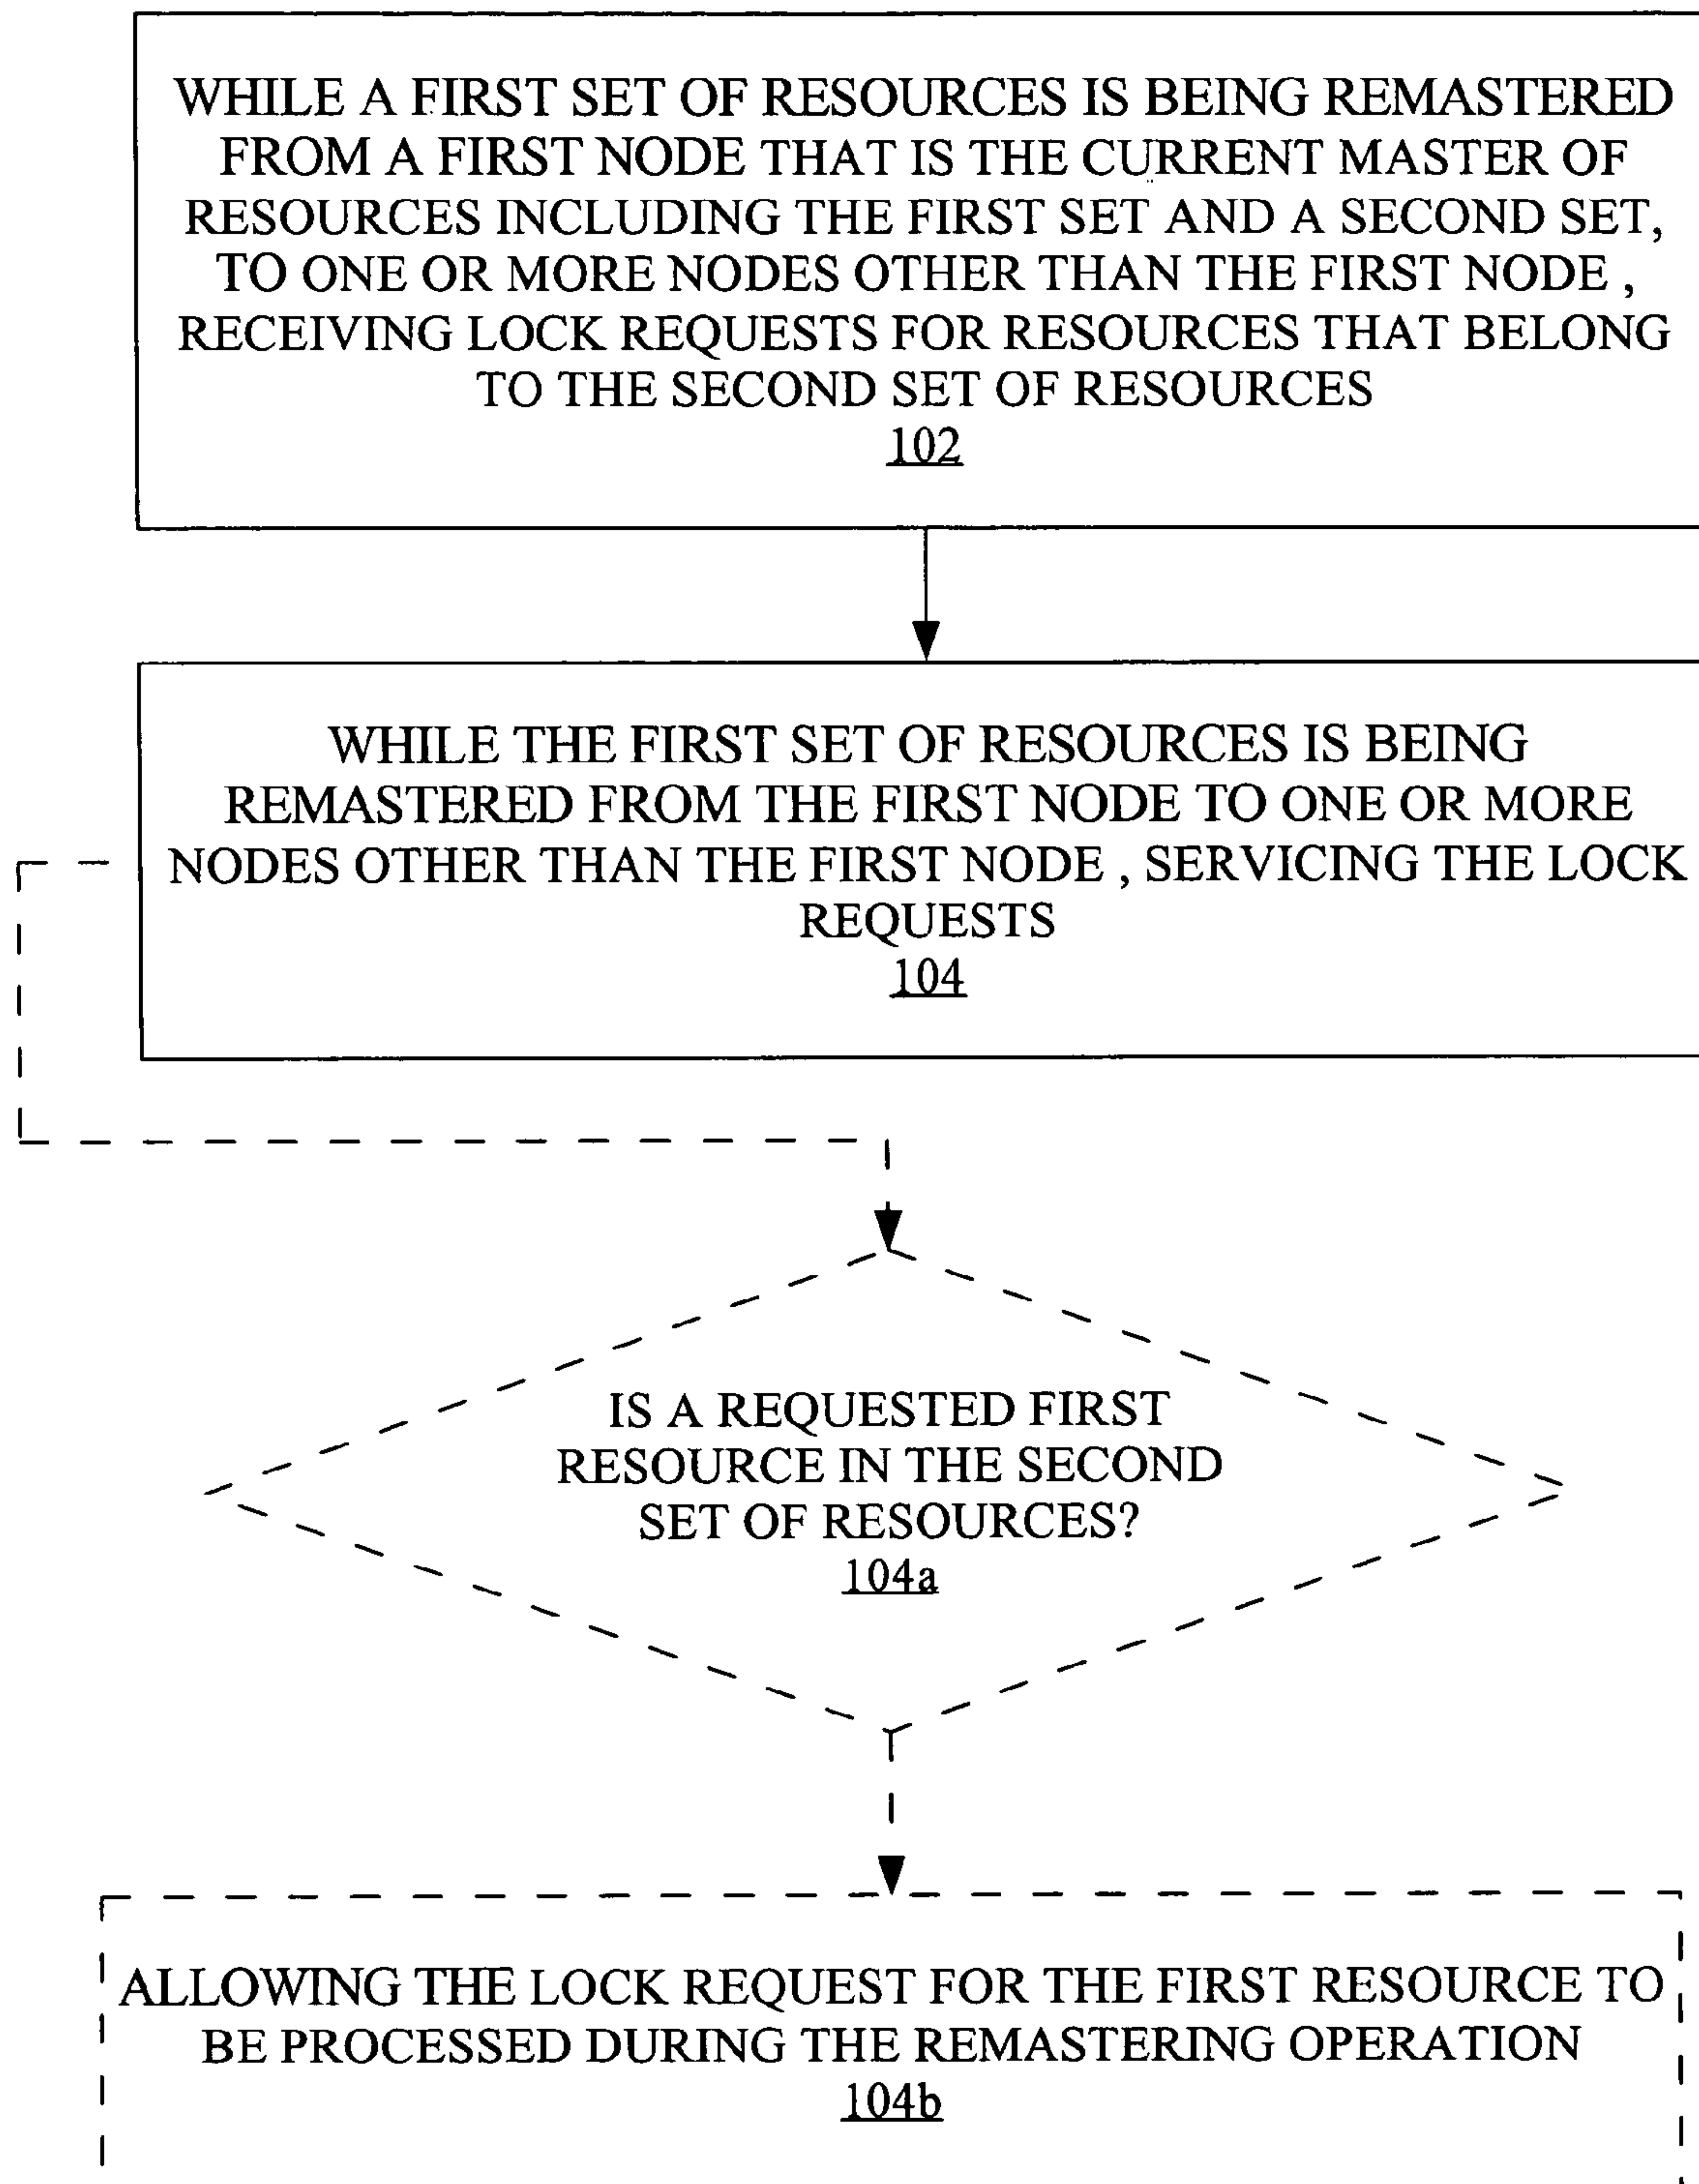 WHILE A FIRST SET OF RESOURCES IS BEING REMASTERED
FROM A FIRST NODE THAT IS THE CURRENT MASTER OF
RESOURCES INCLUDING THE FIRST SET AND A SECOND SET,
TO ONE OR MORE NODES OTHER THAN THE FIRST NODE ,
RECEIVING LOCK REQUESTS FOR RESOURCES THAT BELONG
TO THE SECOND SET OF RESOURCES
102
WHILE THE FIRST SET OF RESOURCES IS BEING
REMASTERED FROM THE FIRST NODE TO ONE OR MORE
NODES OTHER THAN THE FIRST NODE , SERVICING THE LOCK
REQUESTS
104
IS A REQUESTED FIRST
RESOURCE IN THE SECOND
SET OF RESOURCES?
104a
ALLOWING THE LOCK REQUEST FOR THE FIRST RESOURCE TO
BE PROCESSED DURING THE REMASTERING OPERATION
104b